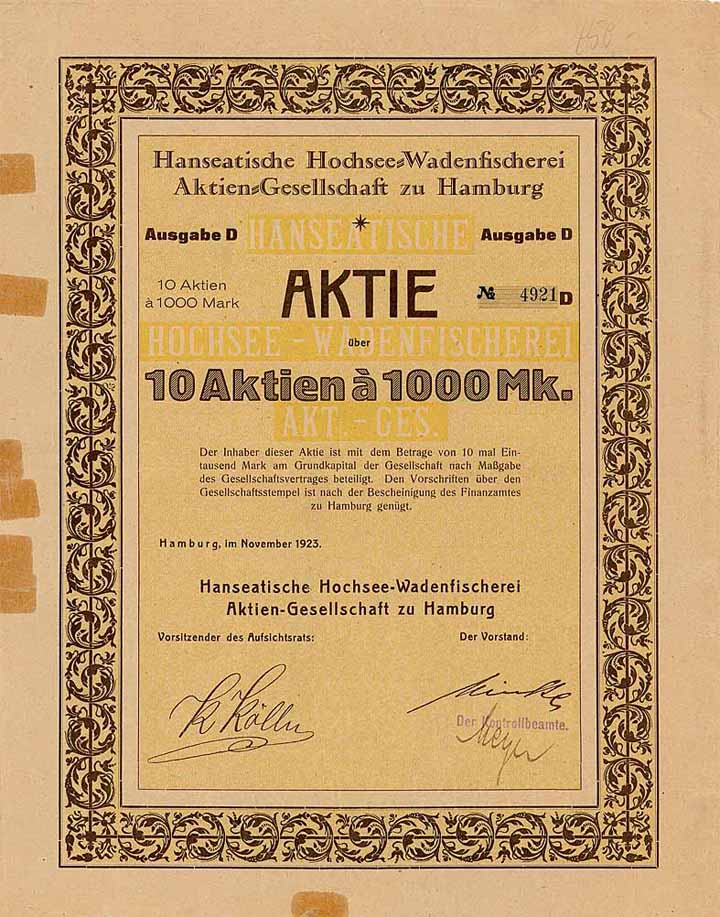 450.-
Hanseatische Hochsee-Wadenfischerei
Aktien-Gesellschaft zu Hamburg
Ausgabe D HANSEATISCHE Ausgabe D
10 Aktien
à 1000 Mark
AKTIE
№ 4921 D
HOCHSEE-WADENFISCHEREI
über
10 Aktien à 1000 Mk.
AKT.-GES.
Der Inhaber dieser Aktie ist mit dem Betrage von 10 mal Ein-
tausend Mark am Grundkapital der Gesellschaft nach Maßgabe
des Gesellschaftsvertrages beteiligt. Den Vorschriften über den
Gesellschaftsstempel ist nach der Bescheinigung des Finanzamtes
zu Hamburg genügt.
Hamburg, im November 1923.
Hanseatische Hochsee-Wadenfischerei
Aktien-Gesellschaft zu Hamburg
Vorsitzender des Aufsichtsrats: Der Vorstand:
Der Kontrollbeamte.
Meyer